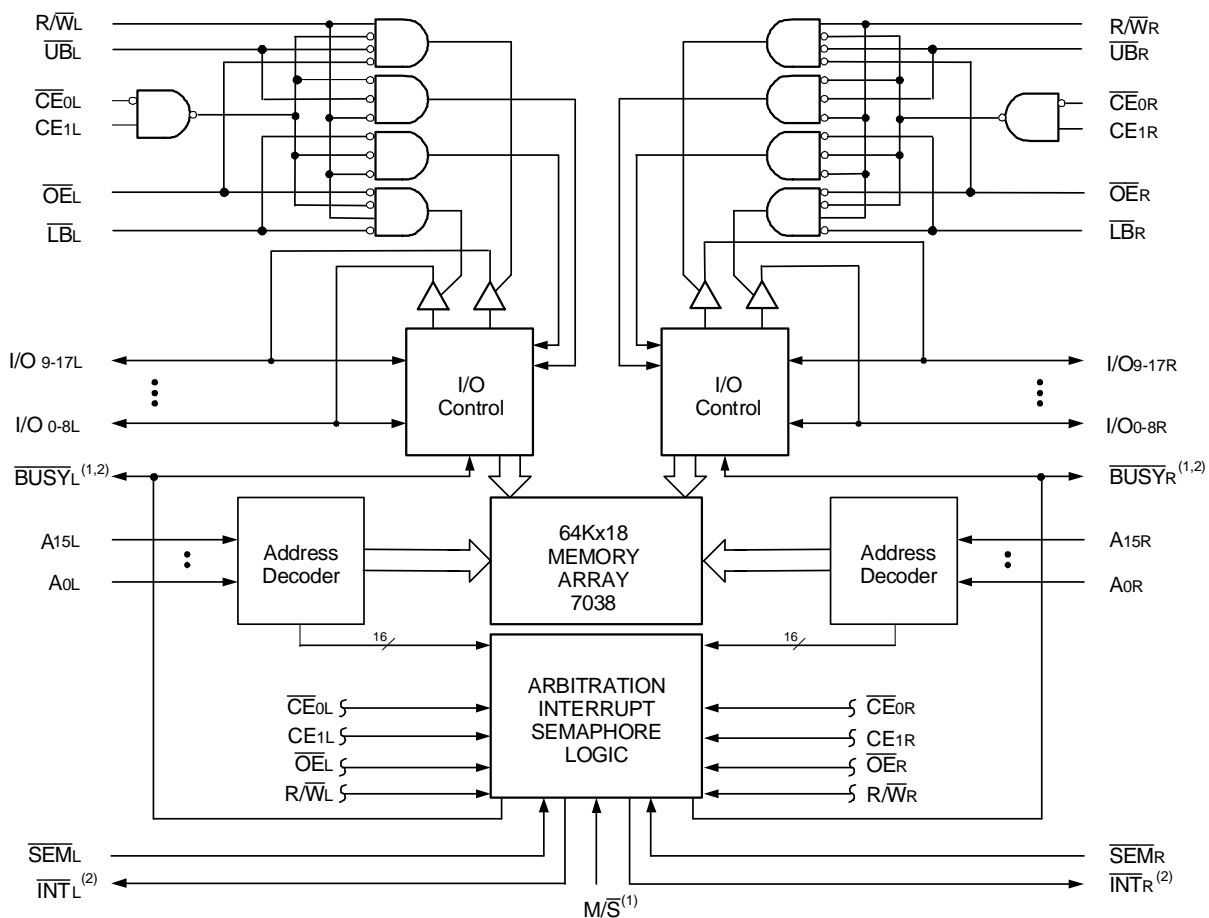 R/W̅L
U̅B̅L
C̅E̅0L
CE1L
O̅E̅L
L̅B̅L
I/O 9-17L
I/O 0-8L
B̅U̅S̅Y̅L(1,2)
A15L
A0L
R/W̅R
U̅B̅R
C̅E̅0R
CE1R
O̅E̅R
L̅B̅R
I/O9-17R
I/O0-8R
B̅U̅S̅Y̅R(1,2)
A15R
A0R
I/O
Control
I/O
Control
Address
Decoder
64Kx18
MEMORY
ARRAY
7038
Address
Decoder
16
16
ARBITRATION
INTERRUPT
SEMAPHORE
LOGIC
C̅E̅0L
CE1L
O̅E̅L
R/W̅L
C̅E̅0R
CE1R
O̅E̅R
R/W̅R
S̅E̅M̅L
I̅N̅T̅L(2)
M/S̅(1)
S̅E̅M̅R
I̅N̅T̅R(2)